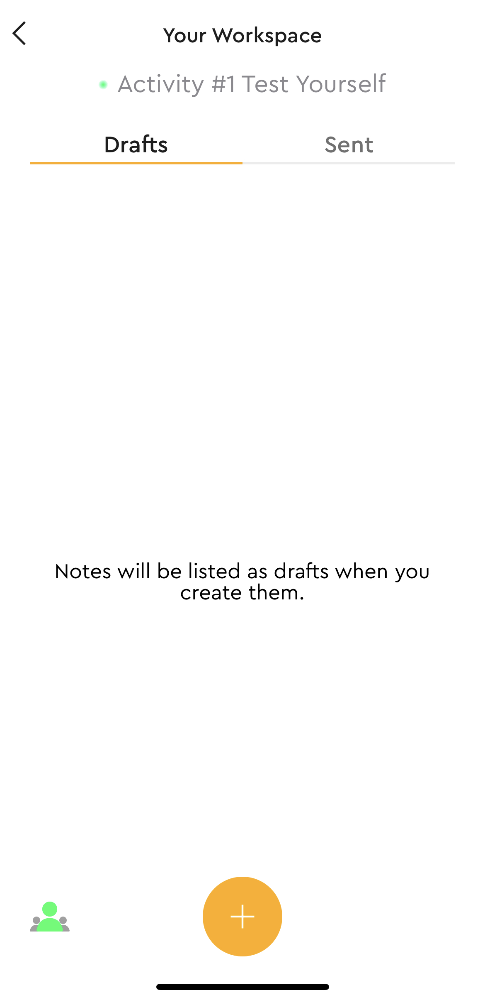 Your Workspace
Activity #1 Test Yourself
Drafts
Sent
Notes will be listed as drafts when you
create them.